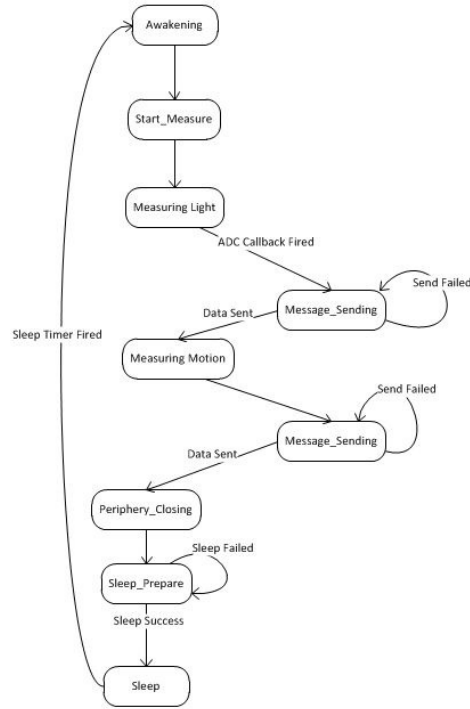 Awakening
Start_Measure
Measuring Light
ADC Callback Fired
Send Failed
Message_Sending
Data Sent
Sleep Timer Fired
Measuring Motion
Send Failed
Message_Sending
Data Sent
Periphery_Closing
Sleep Failed
Sleep_Prepare
Sleep Success
Sleep